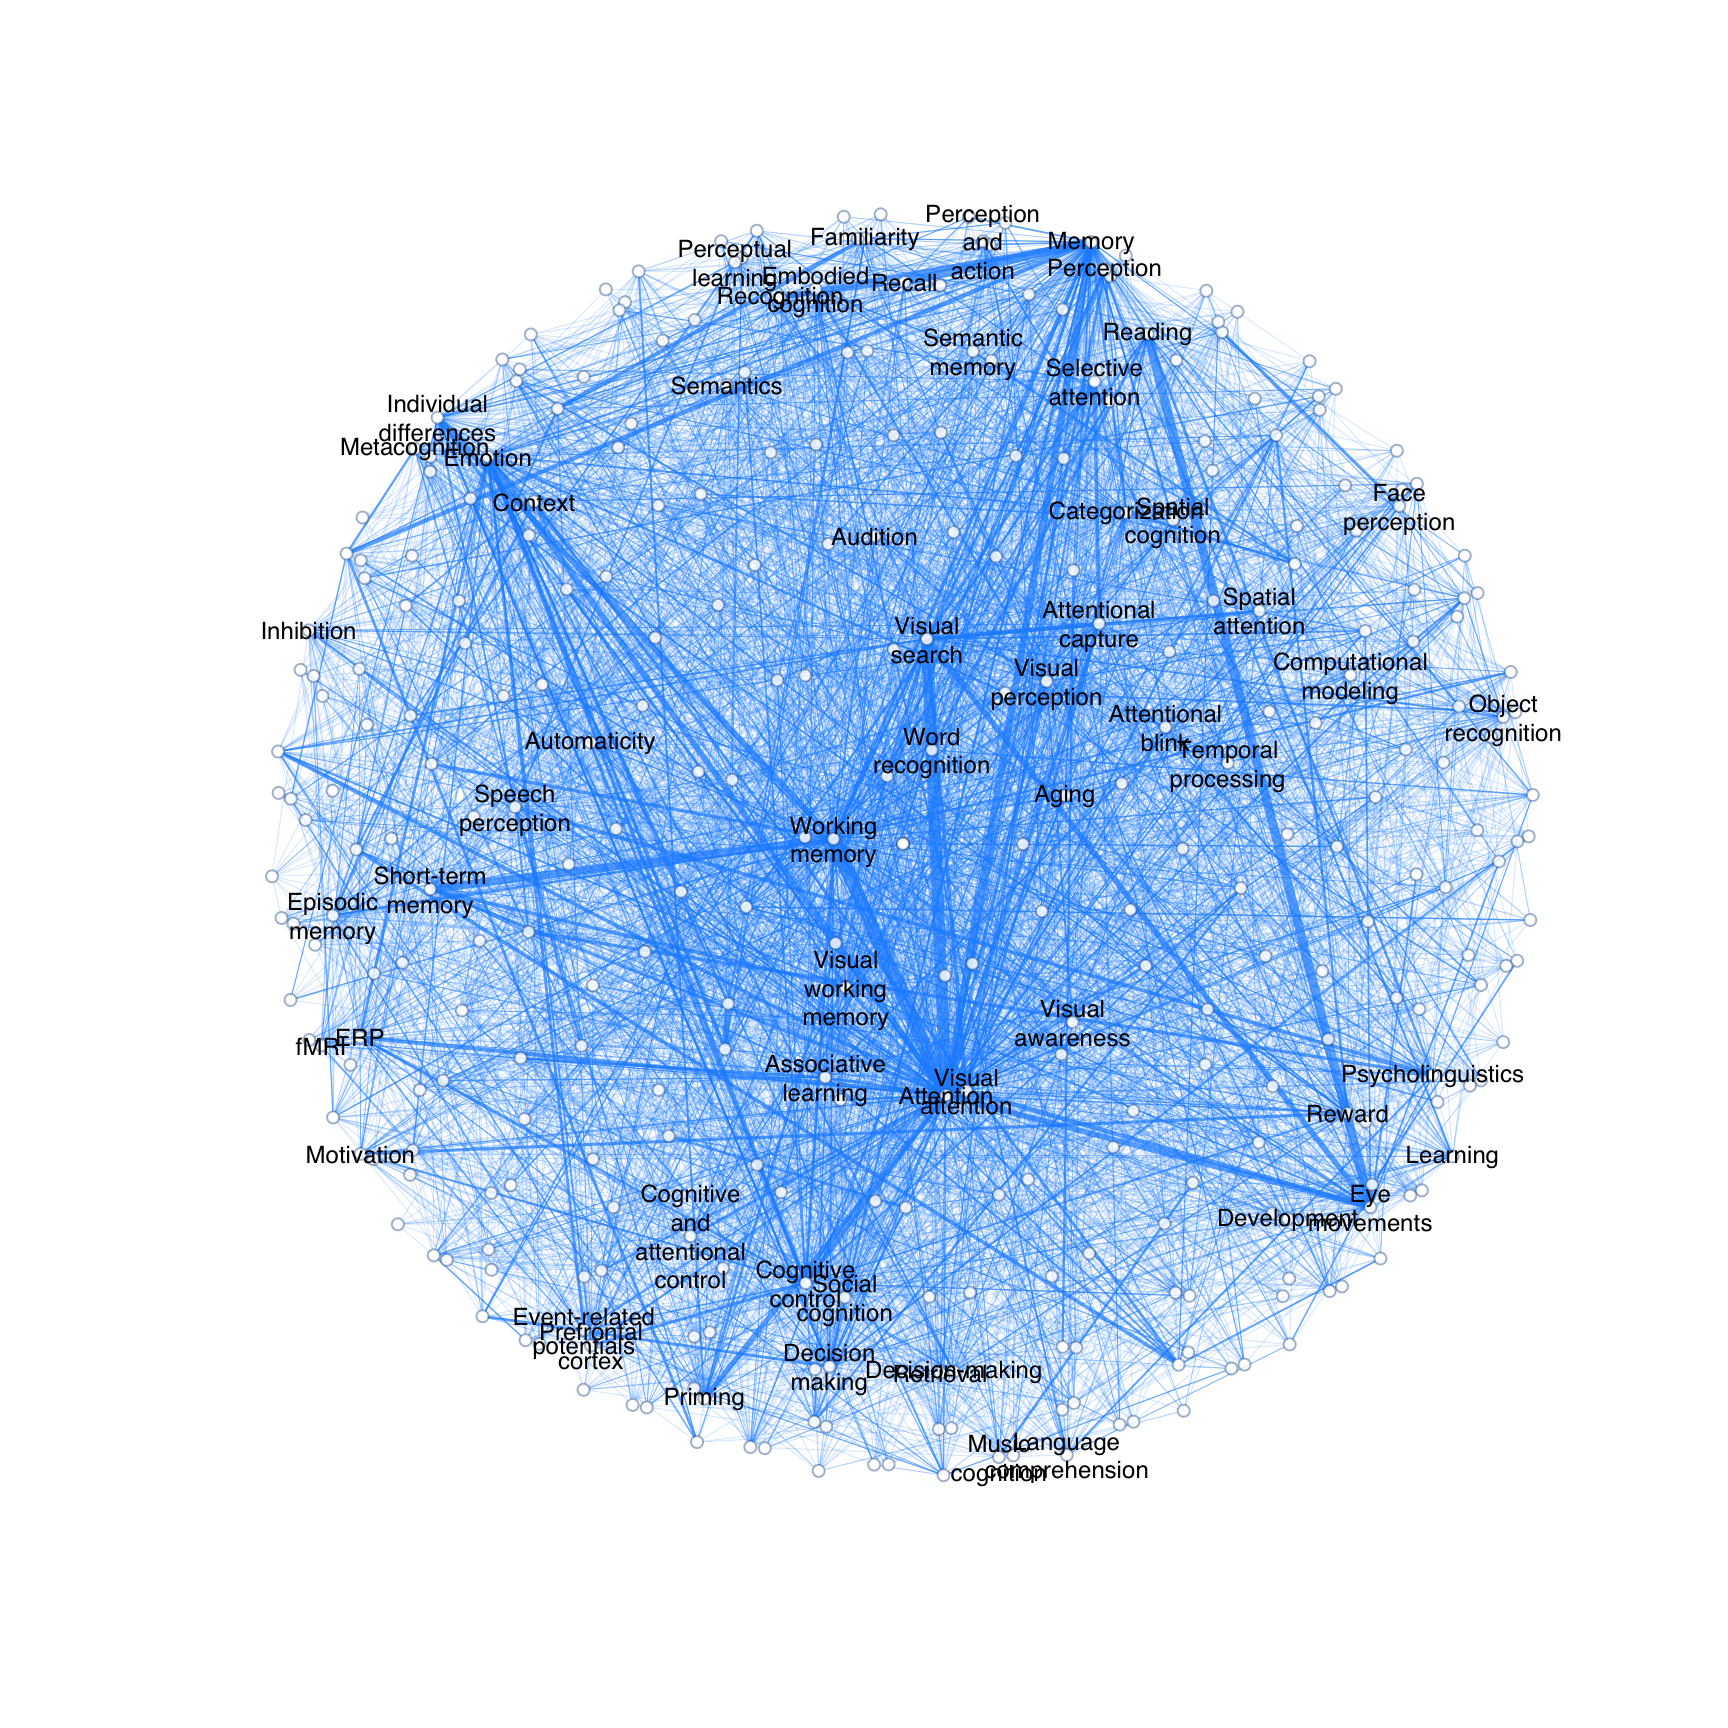 Perception
and
action
Memory
Perception
Familiarity
Perceptual
learning
Embodied
cognition
Recall
Recognition
Reading
Semantic
memory
Selective
attention
Semantics
Individual
differences
Metacognition
Emotion
Context
Face
perception
Categorization
Spatial
cognition
Audition
Spatial
attention
Attentional
capture
Inhibition
Visual
search
Visual
perception
Computational
modeling
Object
recognition
Attentional
blink
Automaticity
Word
recognition
Temporal
processing
Speech
perception
Aging
Working
memory
Short-term
memory
Episodic
memory
Visual
working
memory
Visual
awareness
ERP
fMRI
Associative
learning
Visual
attention
Attention
Psycholinguistics
Reward
Motivation
Learning
Cognitive
and
attentional
control
Eye
movements
Development
Cognitive
control
Social
cognition
Event-related
potentials
Prefrontal
cortex
Decision
making
Decision-making
Retrieval
Priming
Music
cognition
Language
comprehension